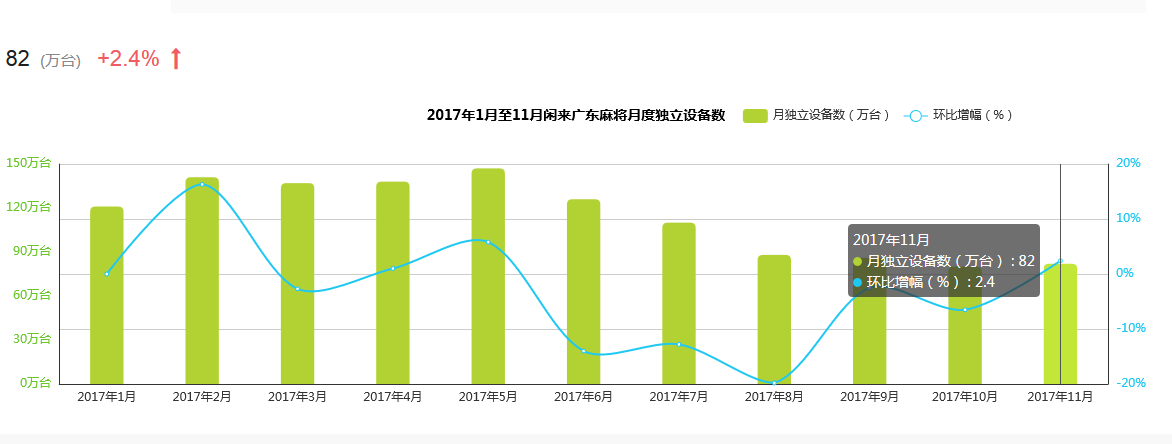 82 (万台) +2.4%
2017年1月至11月闲来广东麻将月度独立设备数 月独立设备数（万台） 环比增幅（%）
150万台 20%
120万台 10%
90万台 0%
60万台 -10%
30万台 -20%
0万台
2017年11月
月独立设备数（万台）: 82
环比增幅（%）: 2.4
2017年1月 2017年2月 2017年3月 2017年4月 2017年5月 2017年6月 2017年7月 2017年8月 2017年9月 2017年10月 2017年11月